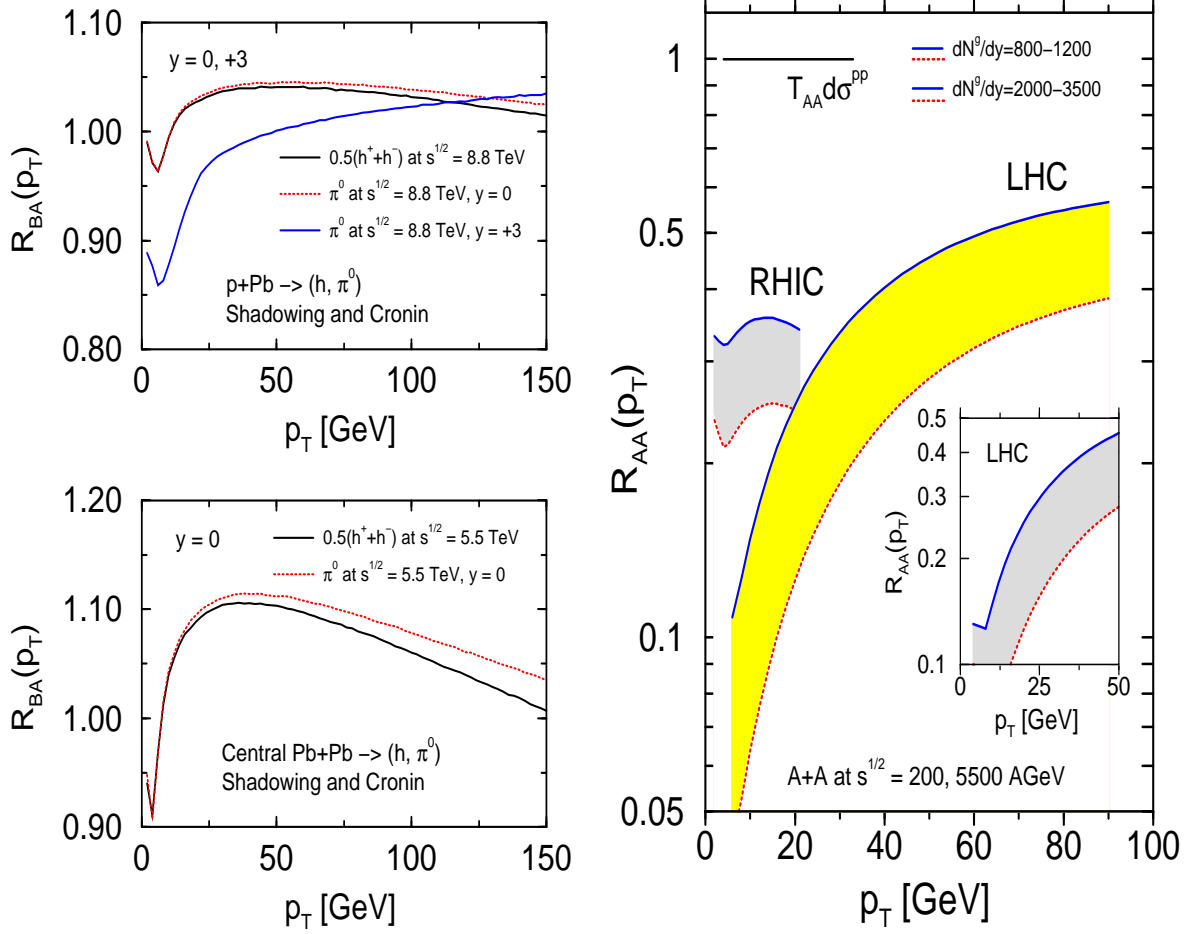 1.10
1.00
0.90
0.80
R_BA(p_T)
y = 0, +3
0.5(h⁺+h⁻) at s^1/2 = 8.8 TeV
π⁰ at s^1/2 = 8.8 TeV, y = 0
π⁰ at s^1/2 = 8.8 TeV, y = +3
p+Pb –> (h, π⁰)
Shadowing and Cronin
0 50 100 150
p_T [GeV]
1.20
1.10
1.00
0.90
R_BA(p_T)
y = 0
0.5(h⁺+h⁻) at s^1/2 = 5.5 TeV
π⁰ at s^1/2 = 5.5 TeV, y = 0
Central Pb+Pb –> (h, π⁰)
Shadowing and Cronin
0 50 100 150
p_T [GeV]
1
0.5
0.1
0.05
R_AA(p_T)
dN^g/dy=800–1200
dN^g/dy=2000–3500
T_AA dσ^pp
LHC
RHIC
0.5
0.4
0.3
0.2
0.1
R_AA(p_T)
LHC
0 25 50
p_T [GeV]
A+A at s^1/2 = 200, 5500 AGeV
0 20 40 60 80 100
p_T [GeV]